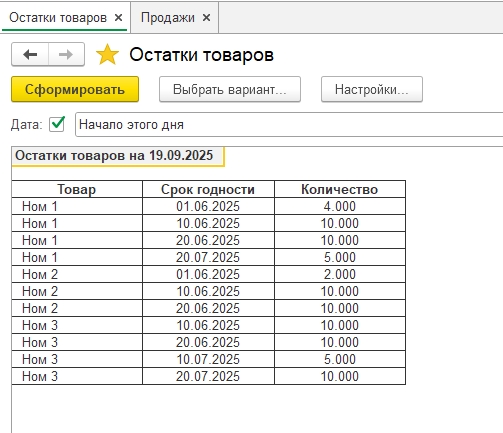 Остатки товаров × Продажи ×
Остатки товаров
Сформировать Выбрать вариант... Настройки...
Дата: Начало этого дня
Остатки товаров на 19.09.2025
Товар Срок годности Количество
Ном 1 01.06.2025 4.000
Ном 1 10.06.2025 10.000
Ном 1 20.06.2025 10.000
Ном 1 20.07.2025 5.000
Ном 2 01.06.2025 2.000
Ном 2 10.06.2025 10.000
Ном 2 20.06.2025 10.000
Ном 3 10.06.2025 10.000
Ном 3 20.06.2025 10.000
Ном 3 10.07.2025 5.000
Ном 3 20.07.2025 10.000